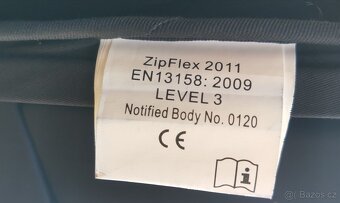 ZipFlex 2011
EN13158: 2009
LEVEL 3
Notified Body No. 0120
CE
i
Bazos.cz